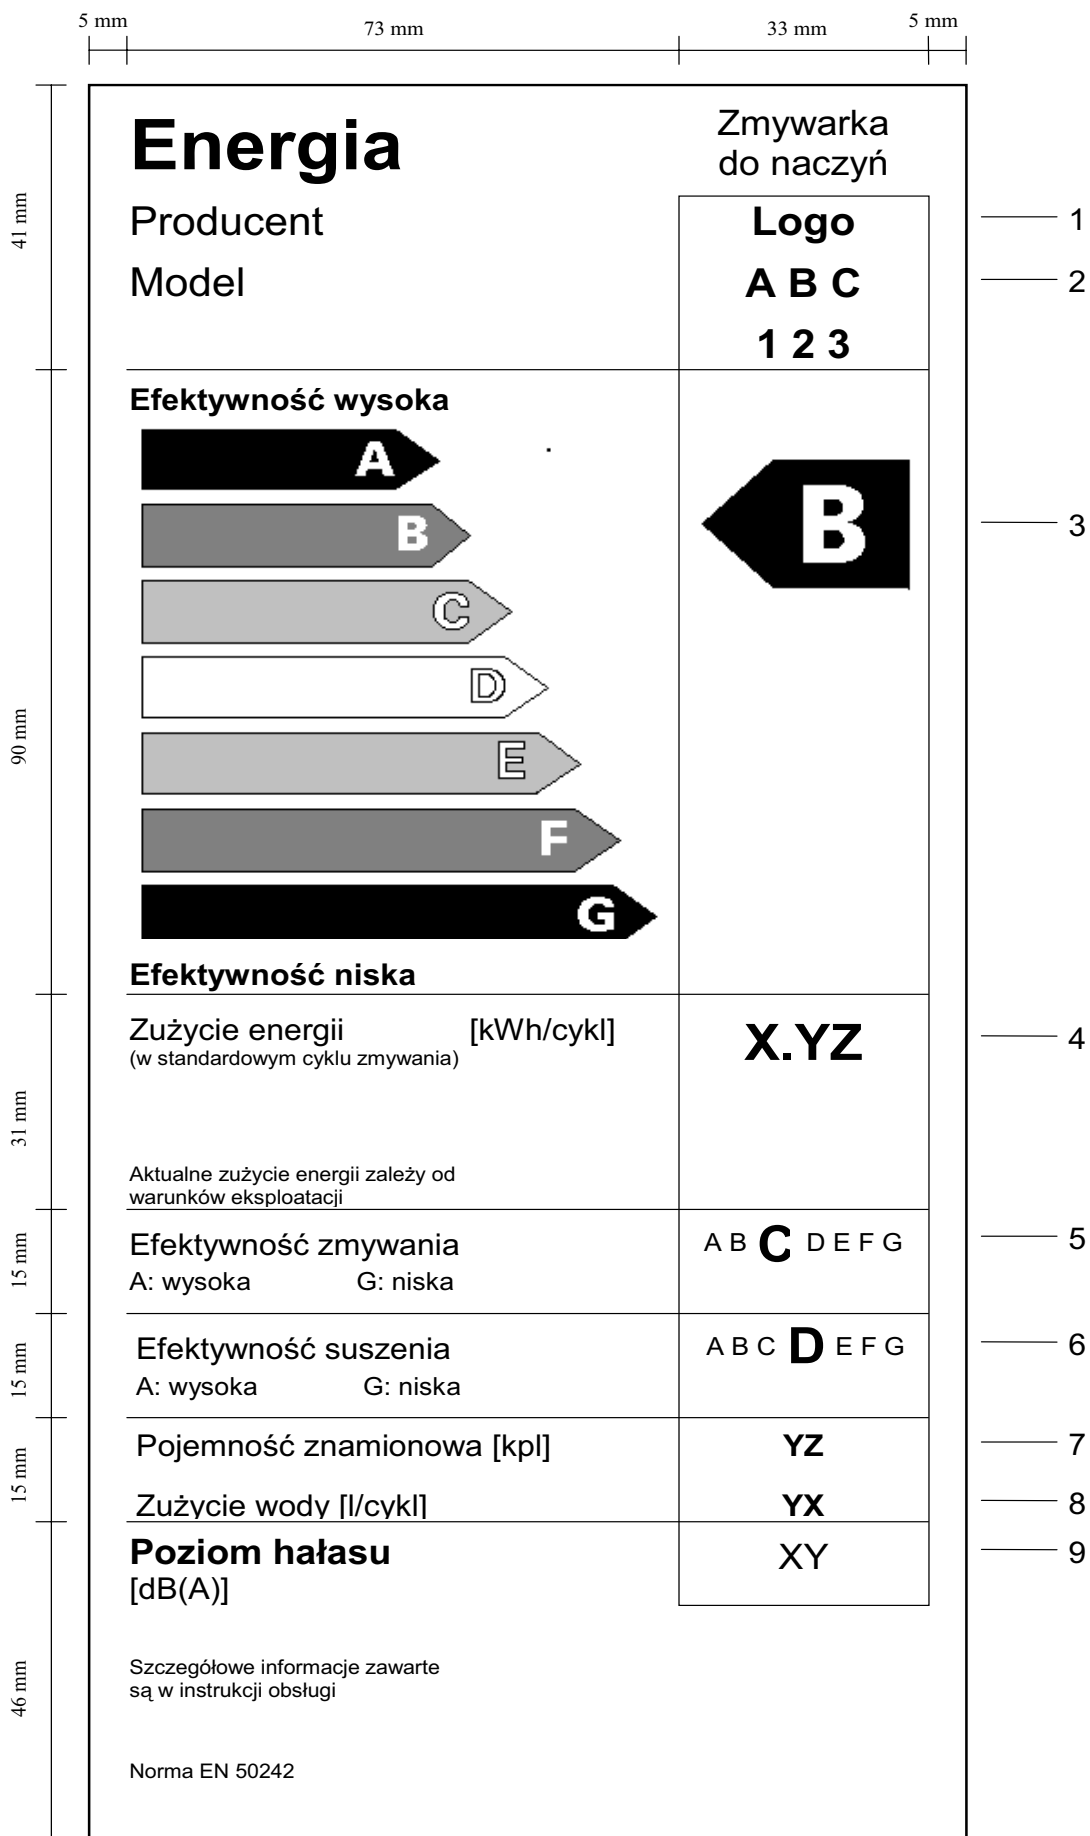 5 mm
73 mm
33 mm
5 mm
41 mm
Energia
Zmywarka
do naczyń
Producent
Logo
1
Model
A B C
2
1 2 3
90 mm
Efektywność wysoka
A
B
C
D
E
F
G
B
3
Efektywność niska
31 mm
Zużycie energii [kWh/cykl]
(w standardowym cyklu zmywania)
X.YZ
4
Aktualne zużycie energii zależy od
warunków eksploatacji
15 mm
Efektywność zmywania
A B C D E F G
5
A: wysoka G: niska
15 mm
Efektywność suszenia
A B C D E F G
6
A: wysoka G: niska
15 mm
Pojemność znamionowa [kpl]
YZ
7
Zużycie wody [l/cykl]
YX
8
46 mm
Poziom hałasu
XY
9
[dB(A)]
Szczegółowe informacje zawarte
są w instrukcji obsługi
Norma EN 50242